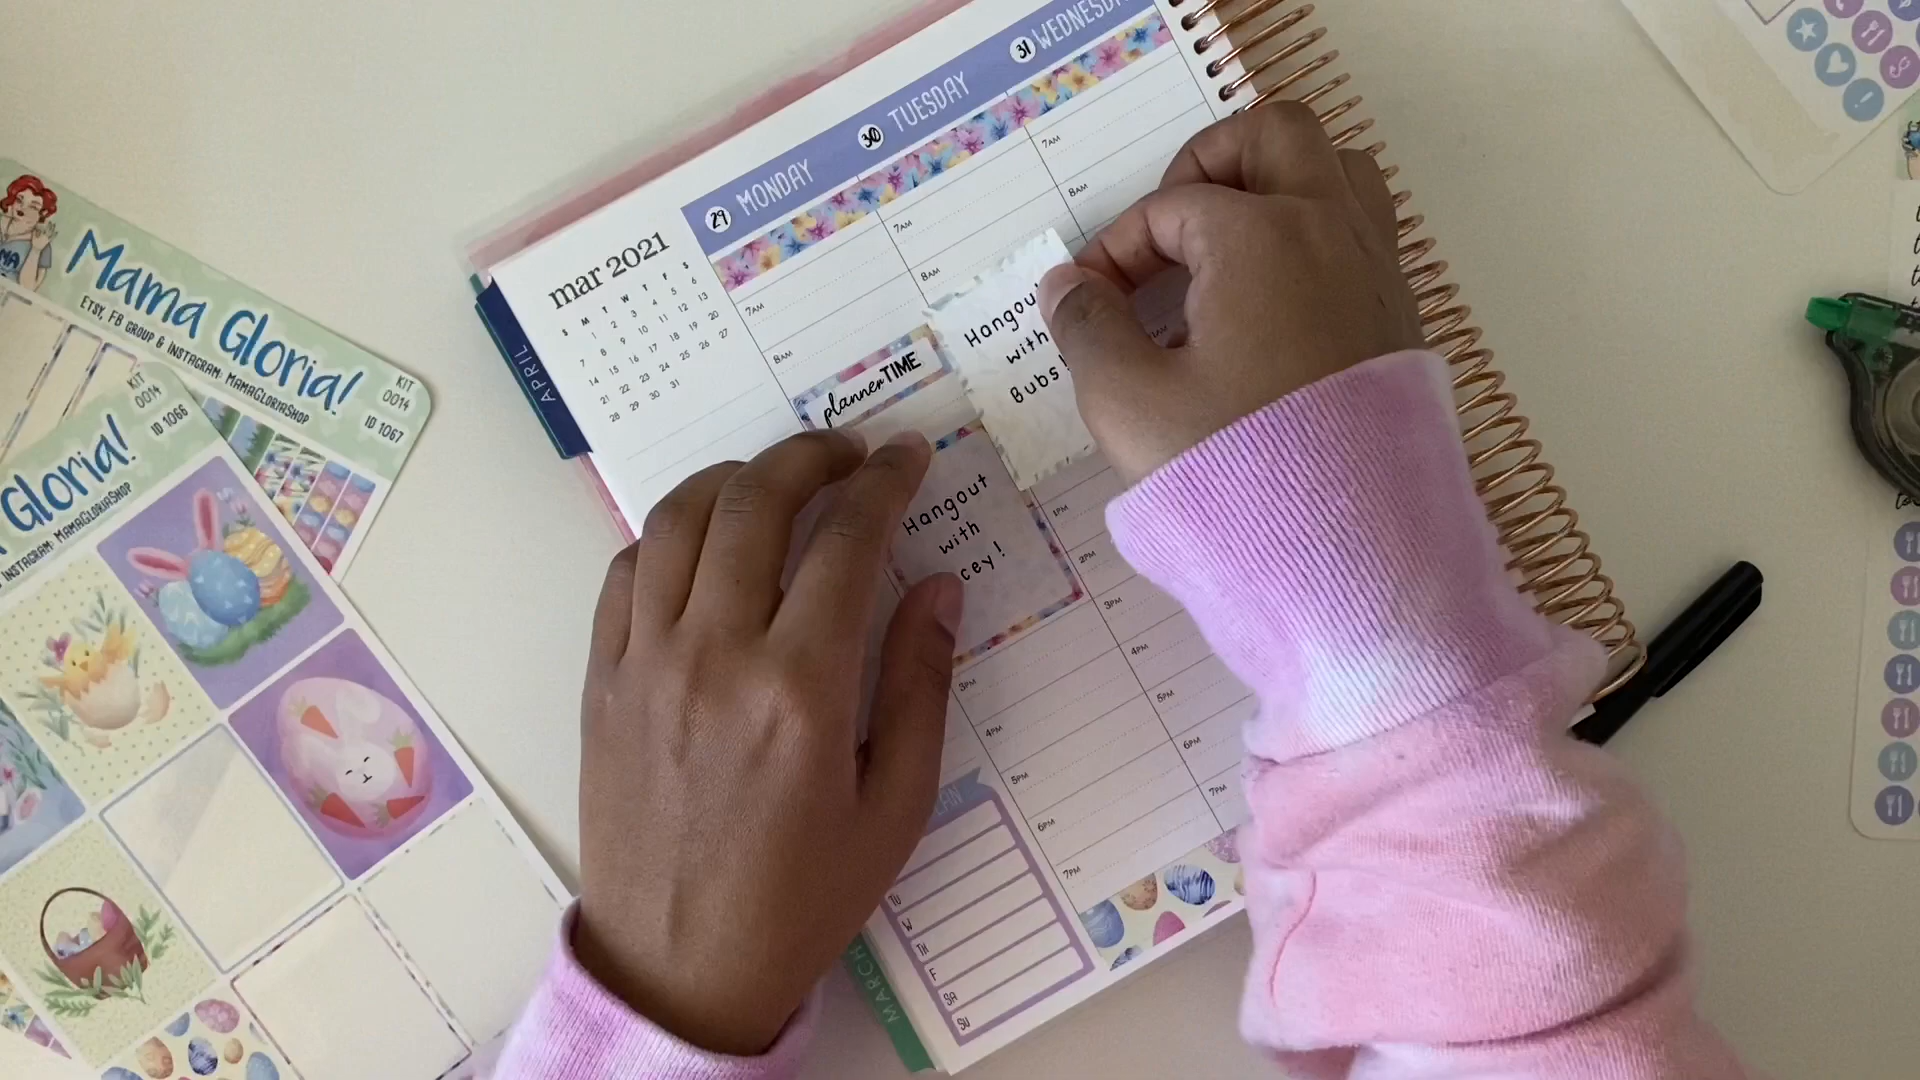 31 WEDNESDA
30 TUESDAY
29 MONDAY
mar 2021
S M T W T F S
1 2 3 4 5 6
7 8 9 10 11 12 13
14 15 16 17 18 19 20
21 22 23 24 25 26 27
28 29 30 31
APRIL
7AM
8AM
7AM
8AM
7AM
8AM
plannerTIME
Hangout
with
Bubs!
Hangout
with
cey!
11AM
1PM
2PM
3PM
4PM
5PM
6PM
7PM
3PM
4PM
5PM
6PM
7PM
TU
W
TH
F
SA
SU
MARCH
Mama Gloria!
ETSY, FB GROUP & INSTAGRAM: MAMAGLORIASHOP
KIT
0014
ID 1067
Gloria!
INSTAGRAM: MAMAGLORIASHOP
KIT
0014
ID 1066